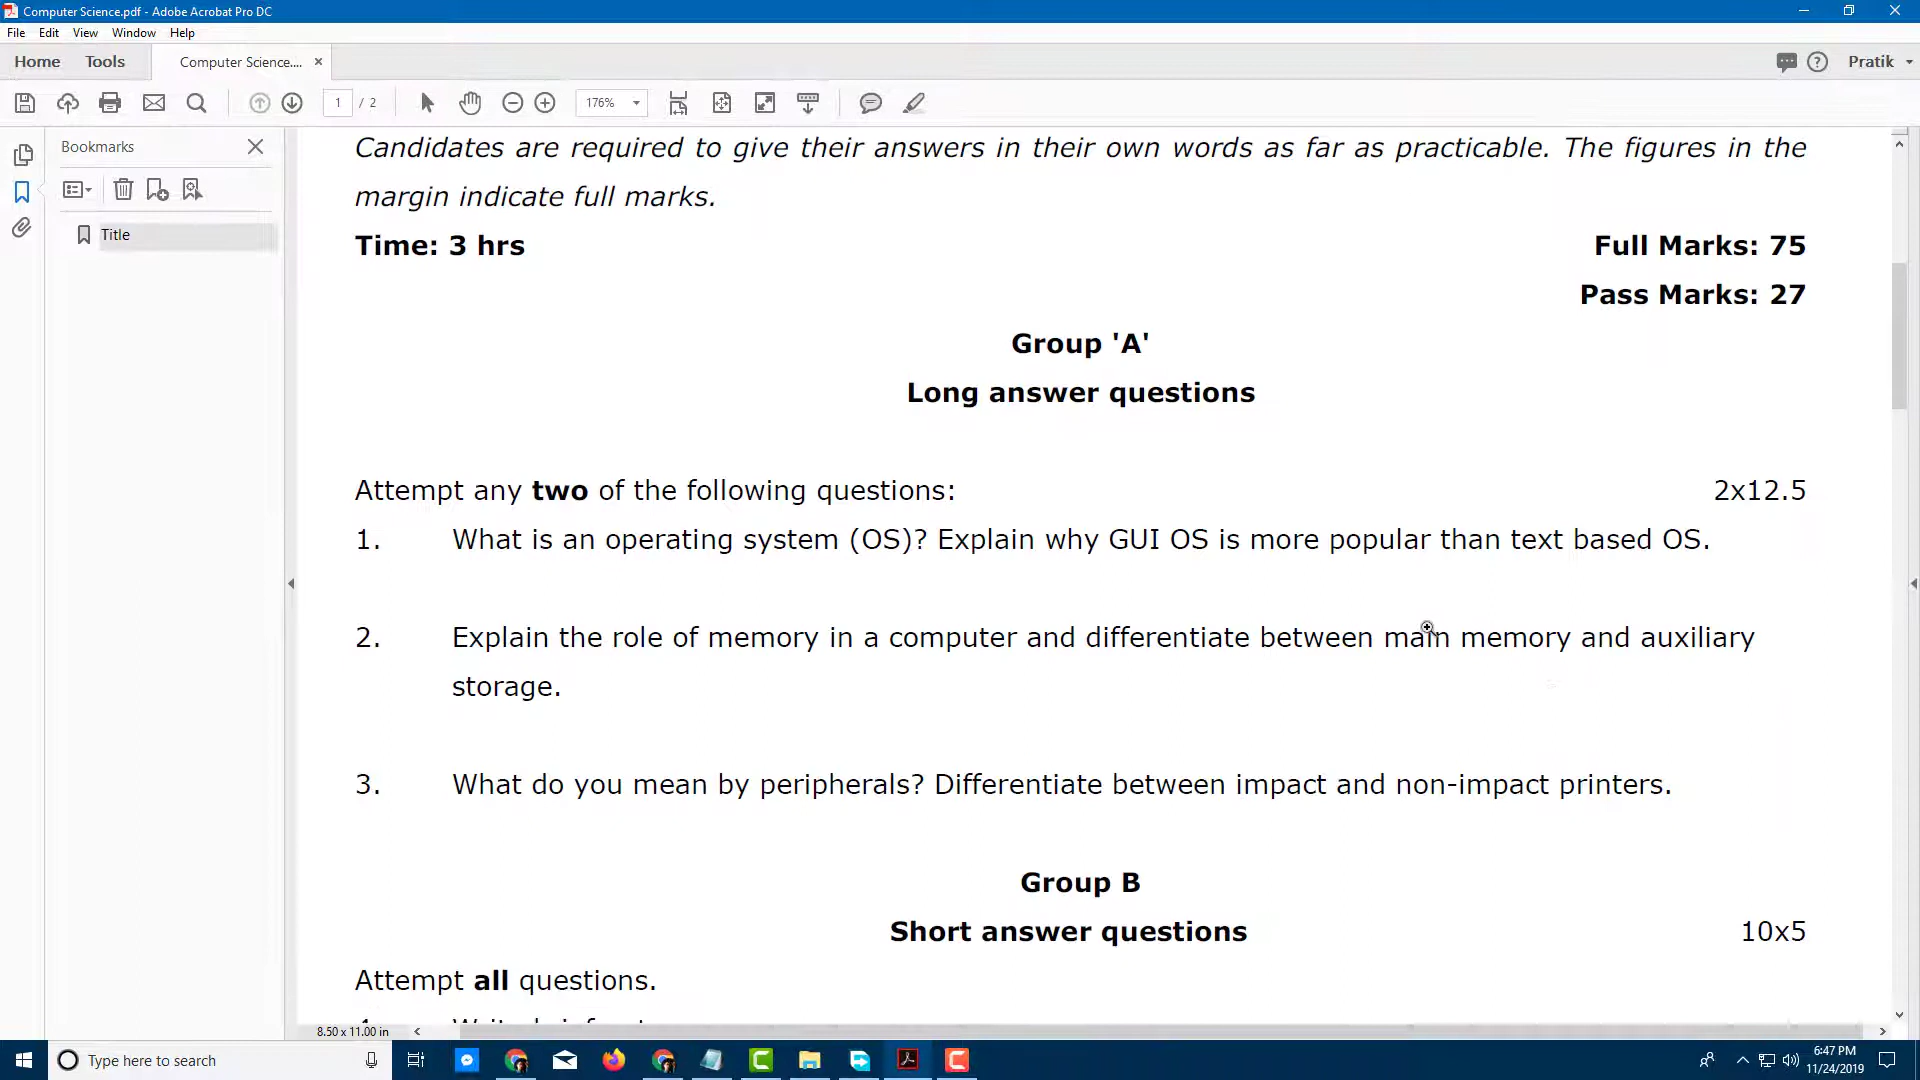 Computer Science.pdf - Adobe Acrobat Pro DC
File Edit View Window Help
Home Tools Computer Science.... Pratik
1 / 2 176%
Bookmarks
Title
Candidates are required to give their answers in their own words as far as practicable. The figures in the
margin indicate full marks.
Time: 3 hrs Full Marks: 75
Pass Marks: 27
Group 'A'
Long answer questions
Attempt any two of the following questions: 2x12.5
1. What is an operating system (OS)? Explain why GUI OS is more popular than text based OS.
2. Explain the role of memory in a computer and differentiate between main memory and auxiliary
storage.
3. What do you mean by peripherals? Differentiate between impact and non-impact printers.
Group B
Short answer questions 10x5
Attempt all questions.
8.50 x 11.00 in
Type here to search
6:47 PM
11/24/2019